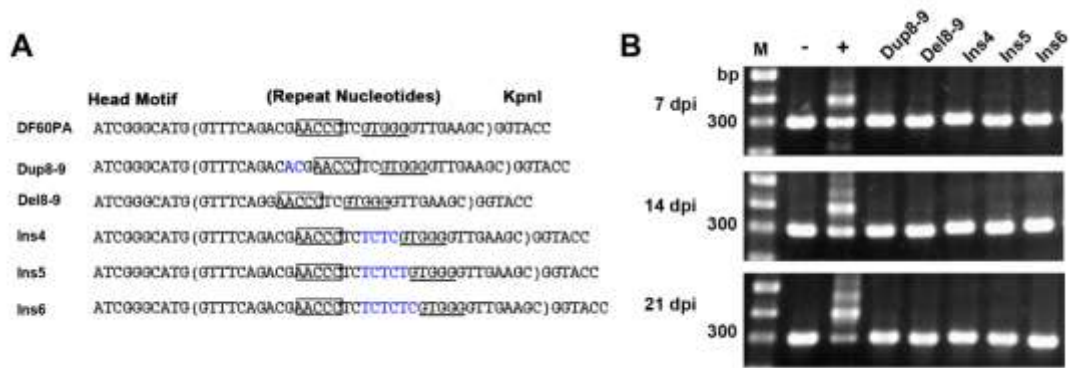 A
Head Motif (Repeat Nucleotides) KpnI
DF60PA ATCGGGCATG(GTTTCAGACGAACCCTCGTGGGGTTGAAGC)GGTACC
Dup8-9 ATCGGGCATG(GTTTCAGACACGAACCCTCGTGGGGTTGAAGC)GGTACC
Del8-9 ATCGGGCATG(GTTTCAGGAACCCTCGTGGGGTTGAAGC)GGTACC
Ins4 ATCGGGCATG(GTTTCAGACGAACCCTCTCTCGTGGGGTTGAAGC)GGTACC
Ins5 ATCGGGCATG(GTTTCAGACGAACCCTCTCTCTGTGGGGTTGAAGC)GGTACC
Ins6 ATCGGGCATG(GTTTCAGACGAACCCTCTCTCTCGTGGGGTTGAAGC)GGTACC
B
M - + Dup8-9 Del8-9 Ins4 Ins5 Ins6
bp
7 dpi
300
14 dpi
300
21 dpi
300